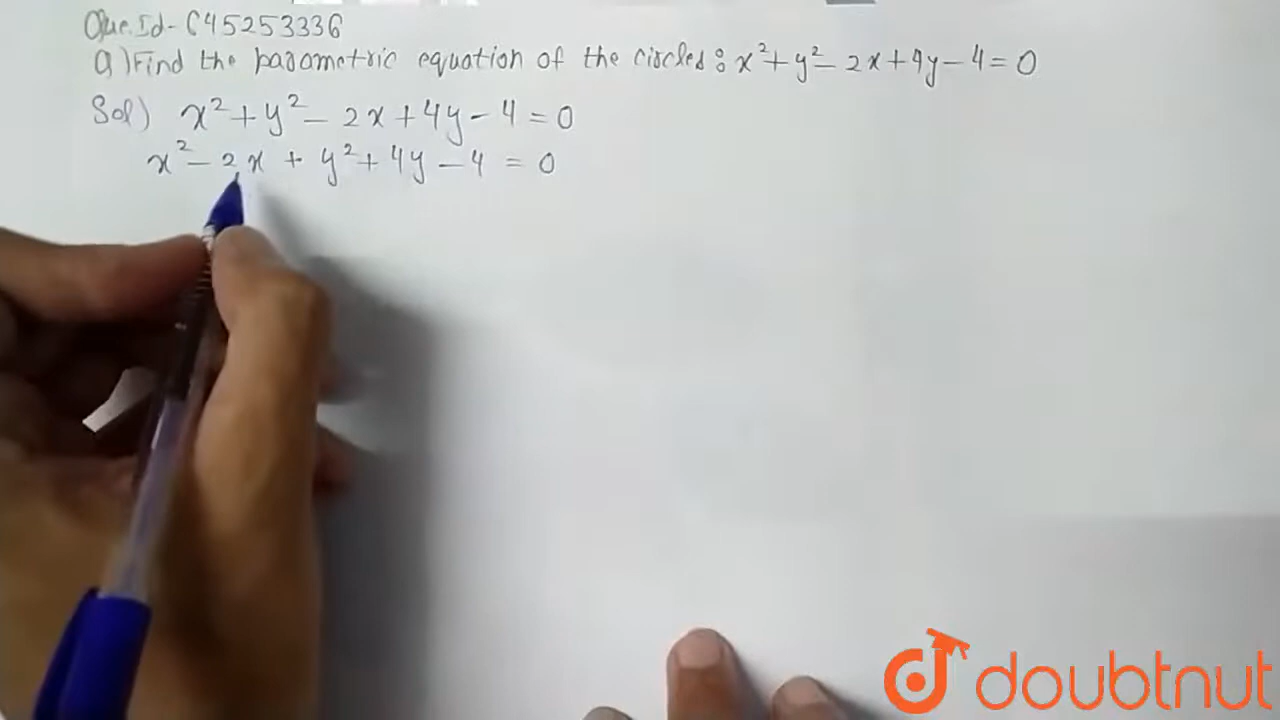 Que.Id-645253336
Q) Find the parametric equation of the circles: x²+y²-2x+4y-4=0
Sol) x²+y²-2x+4y-4=0
x²-2x+y²+4y-4=0
doubtnut